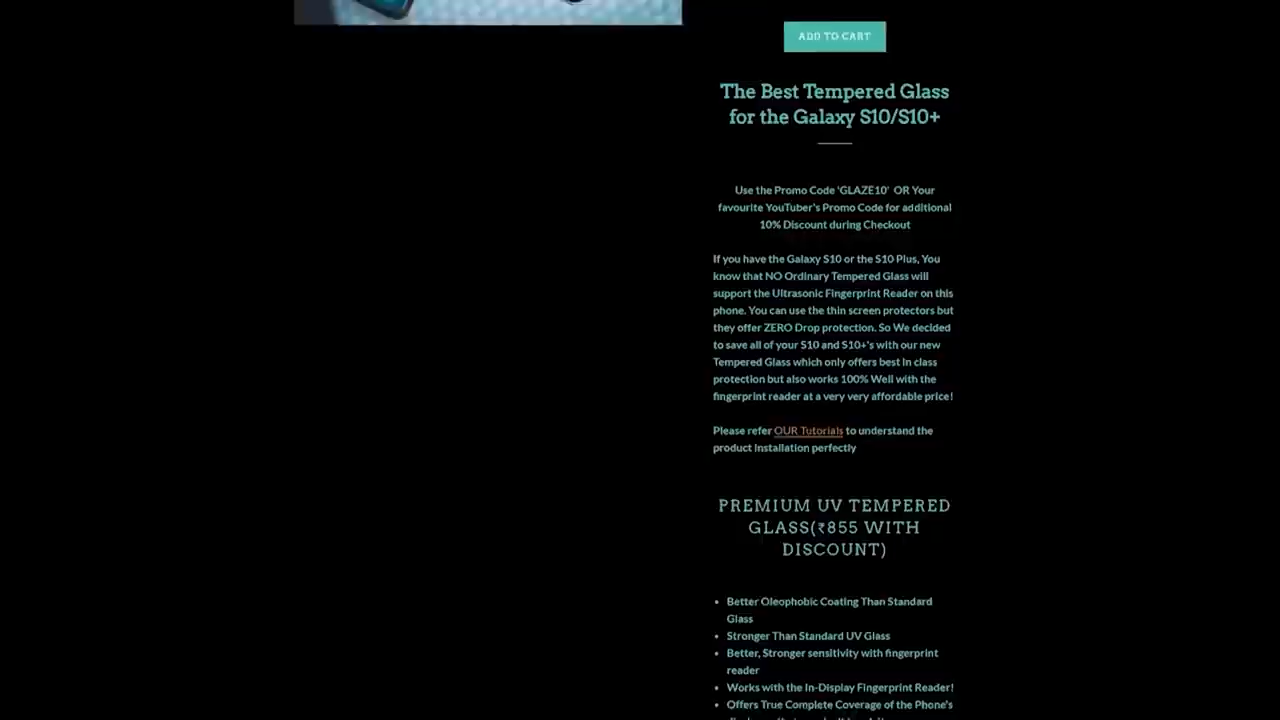 ADD TO CART
The Best Tempered Glass
for the Galaxy S10/S10+
Use the Promo Code 'GLAZE10' OR Your
favourite YouTuber's Promo Code for additional
10% Discount during Checkout
If you have the Galaxy S10 or the S10 Plus, You
know that NO Ordinary Tempered Glass will
support the Ultrasonic Fingerprint Reader on this
phone. You can use the thin screen protectors but
they offer ZERO Drop protection. So We decided
to save all of your S10 and S10+'s with our new
Tempered Glass which only offers best in class
protection but also works 100% Well with the
fingerprint reader at a very very affordable price!
Please refer OUR Tutorials to understand the
product installation perfectly
PREMIUM UV TEMPERED
GLASS(₹855 WITH
DISCOUNT)
• Better Oleophobic Coating Than Standard
Glass
• Stronger Than Standard UV Glass
• Better, Stronger sensitivity with fingerprint
reader
• Works with the In-Display Fingerprint Reader!
• Offers True Complete Coverage of the Phone's